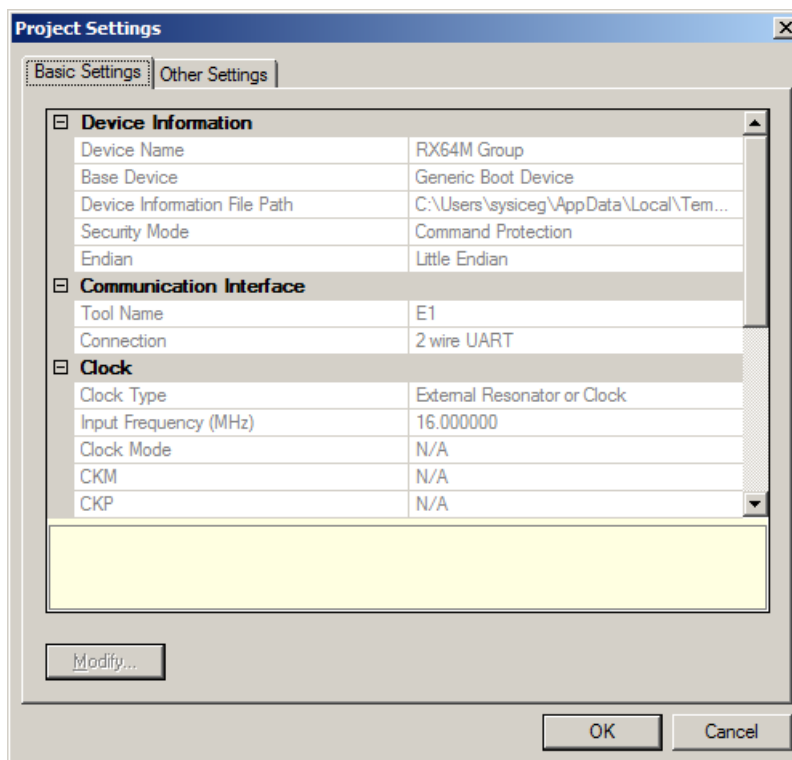 Project Settings
Basic Settings Other Settings
Device Information
Device Name RX64M Group
Base Device Generic Boot Device
Device Information File Path C:\Users\sysiceg\AppData\Local\Tem...
Security Mode Command Protection
Endian Little Endian
Communication Interface
Tool Name E1
Connection 2 wire UART
Clock
Clock Type External Resonator or Clock
Input Frequency (MHz) 16.000000
Clock Mode N/A
CKM N/A
CKP N/A
Modify...
OK Cancel